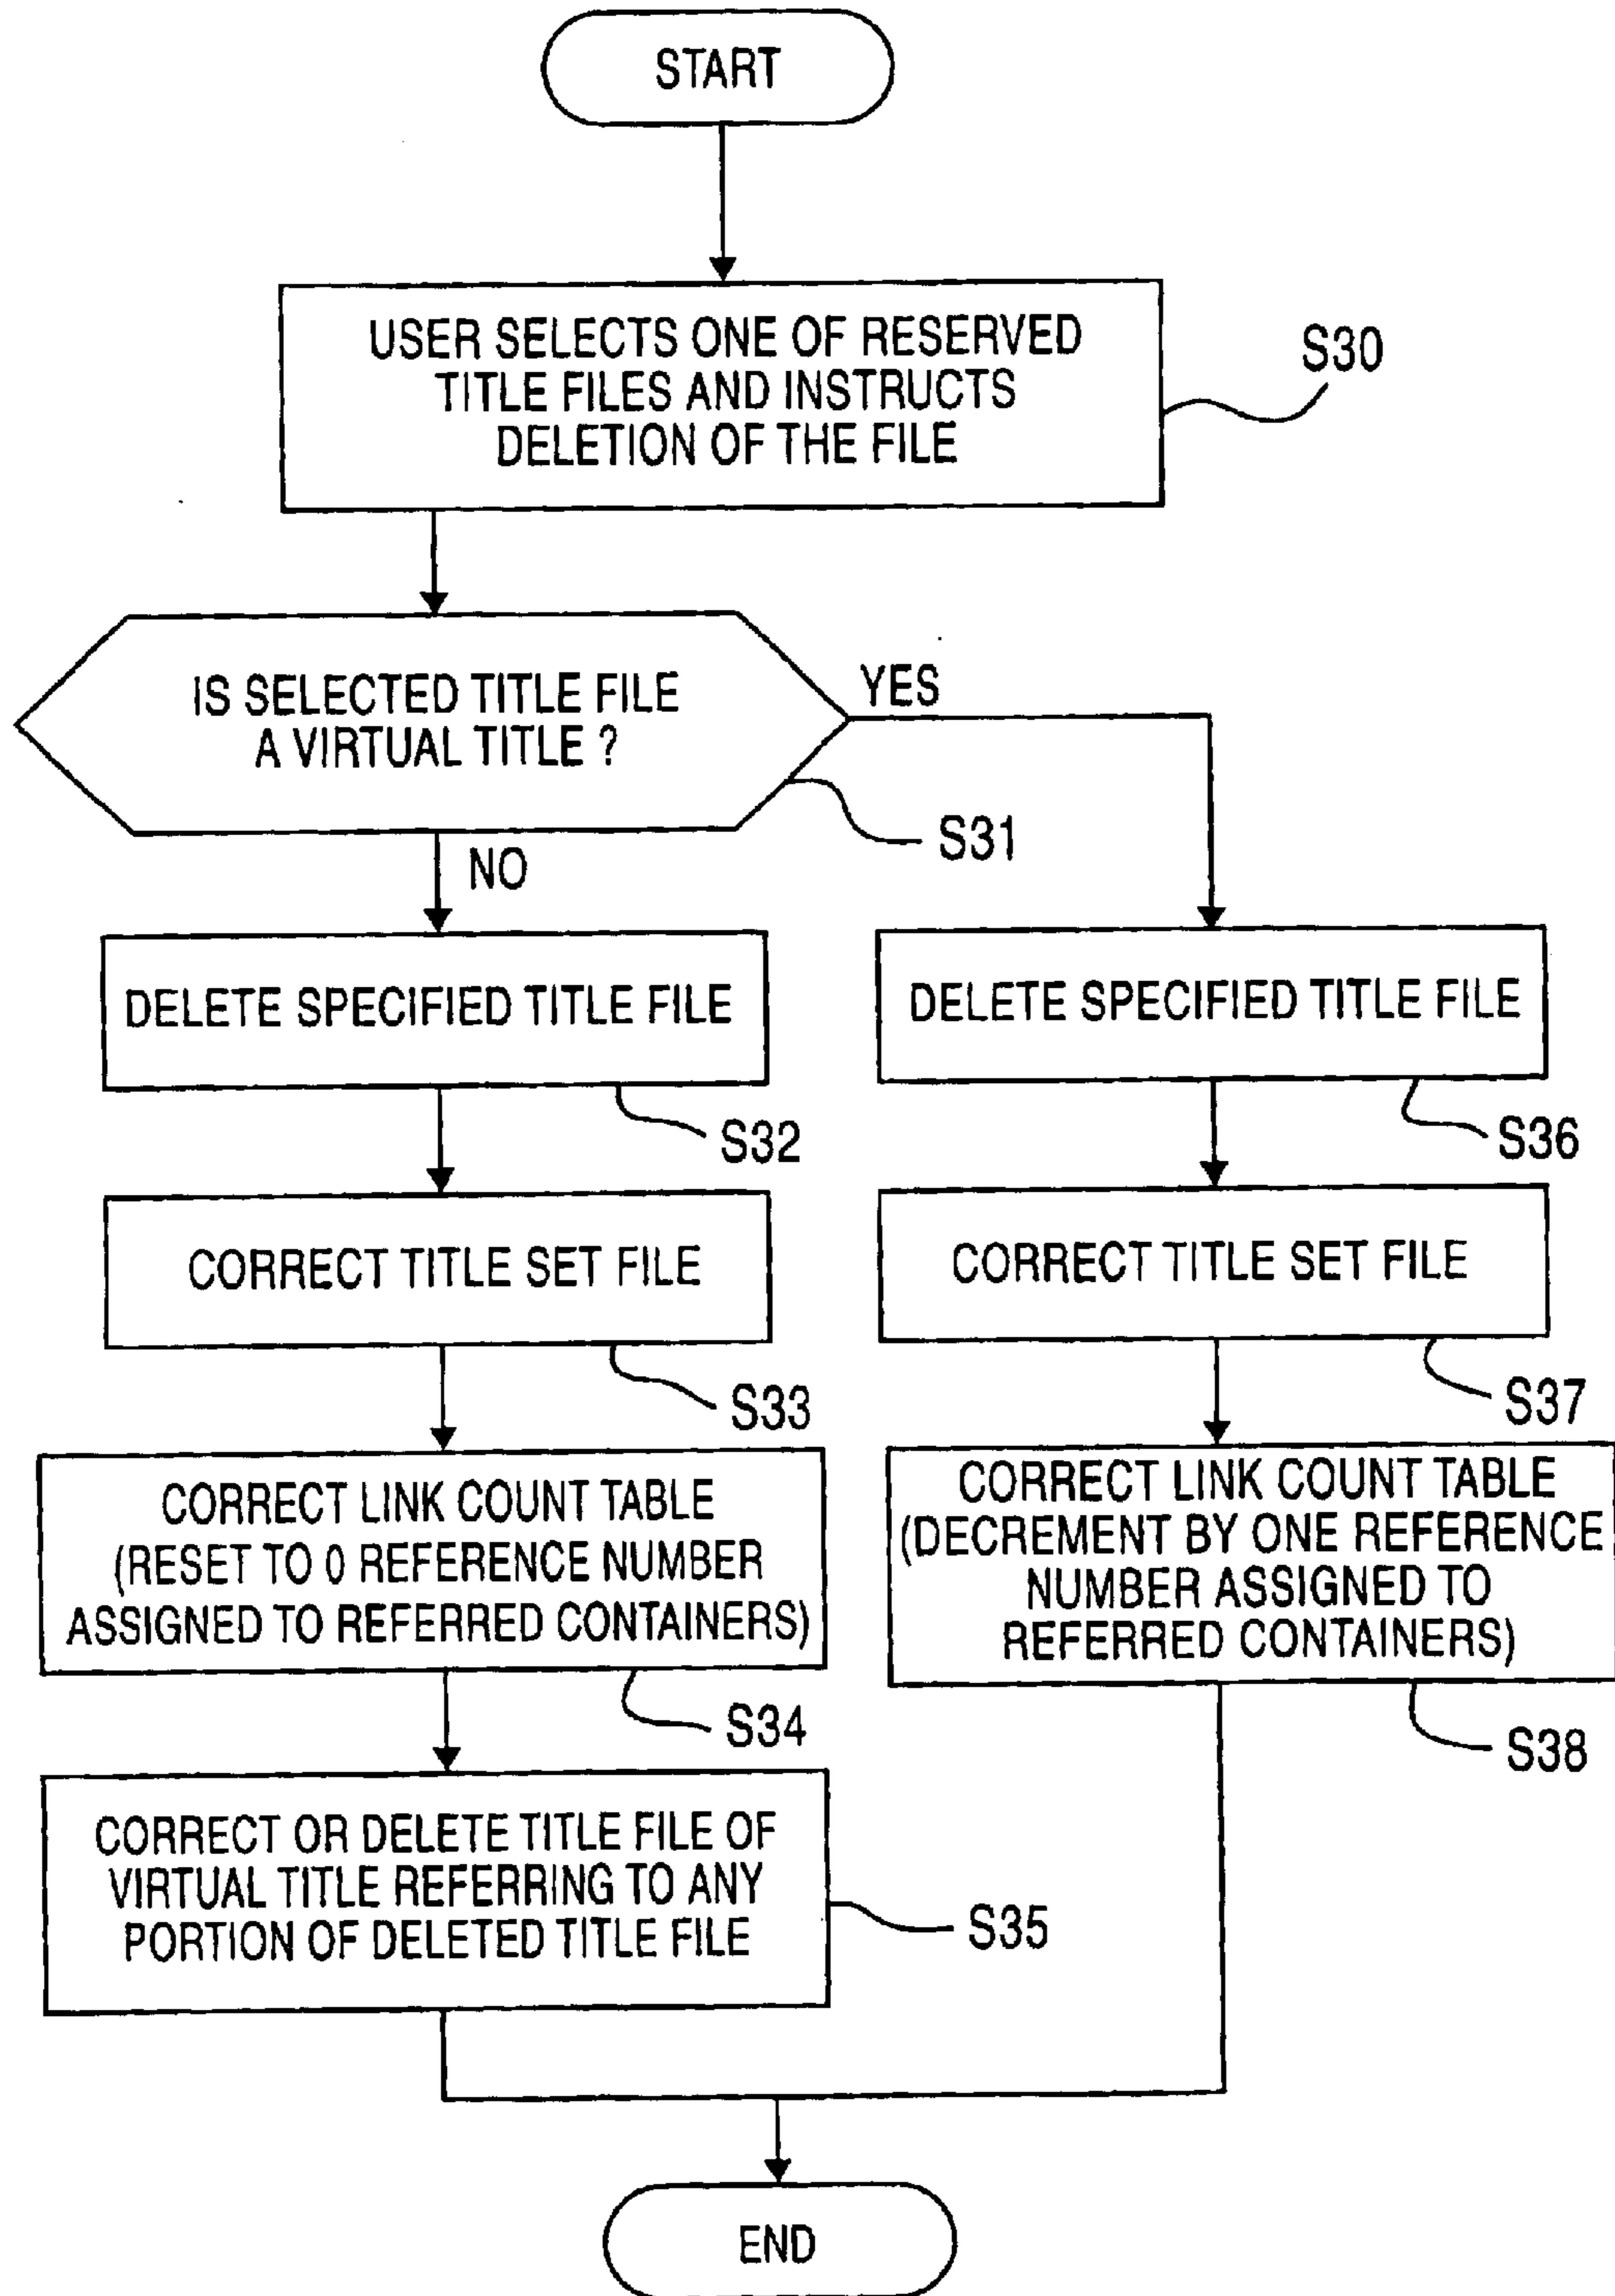 START
USER SELECTS ONE OF RESERVED
TITLE FILES AND INSTRUCTS
DELETION OF THE FILE
S30
IS SELECTED TITLE FILE
A VIRTUAL TITLE ?
YES
S31
NO
DELETE SPECIFIED TITLE FILE
S32
CORRECT TITLE SET FILE
S33
CORRECT LINK COUNT TABLE
(RESET TO 0 REFERENCE NUMBER
ASSIGNED TO REFERRED CONTAINERS)
S34
CORRECT OR DELETE TITLE FILE OF
VIRTUAL TITLE REFERRING TO ANY
PORTION OF DELETED TITLE FILE
S35
DELETE SPECIFIED TITLE FILE
S36
CORRECT TITLE SET FILE
S37
CORRECT LINK COUNT TABLE
(DECREMENT BY ONE REFERENCE
NUMBER ASSIGNED TO
REFERRED CONTAINERS)
S38
END